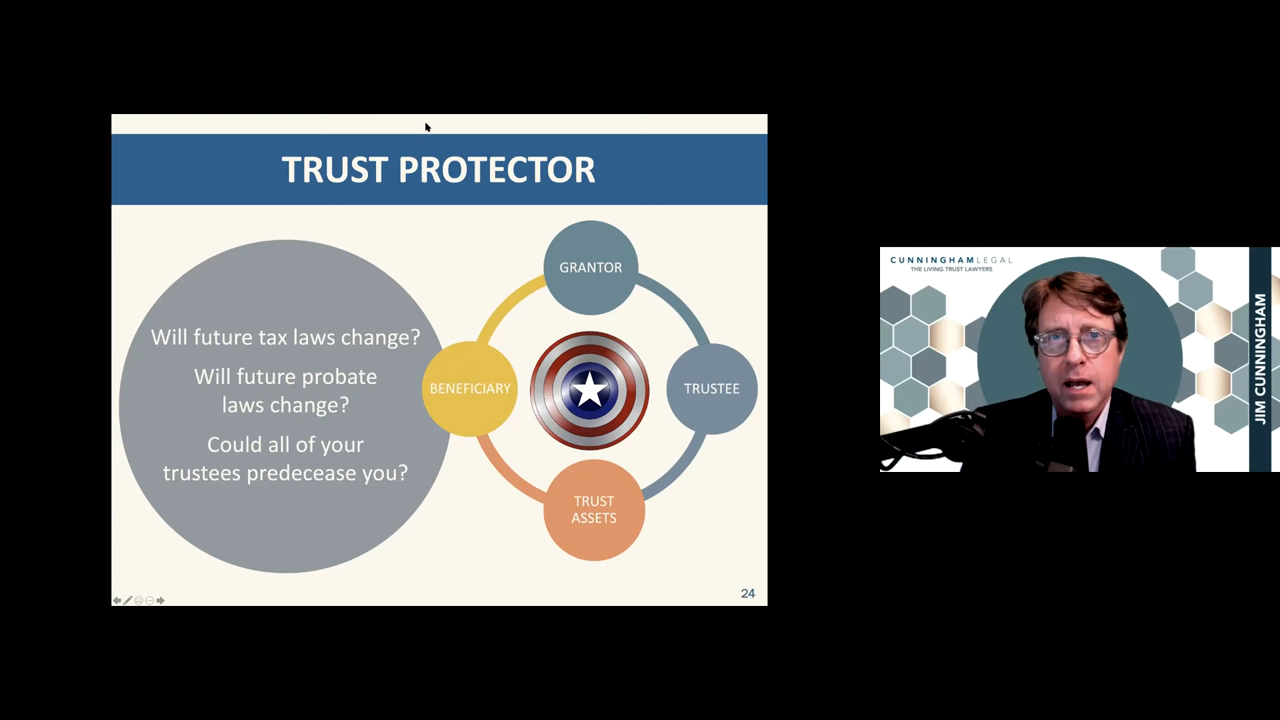 TRUST PROTECTOR
Will future tax laws change?
Will future probate
laws change?
Could all of your
trustees predecease you?
GRANTOR
BENEFICIARY
TRUSTEE
TRUST
ASSETS
24
CUNNINGHAMLEGAL
THE LIVING TRUST LAWYERS
JIM CUNNINGHAM